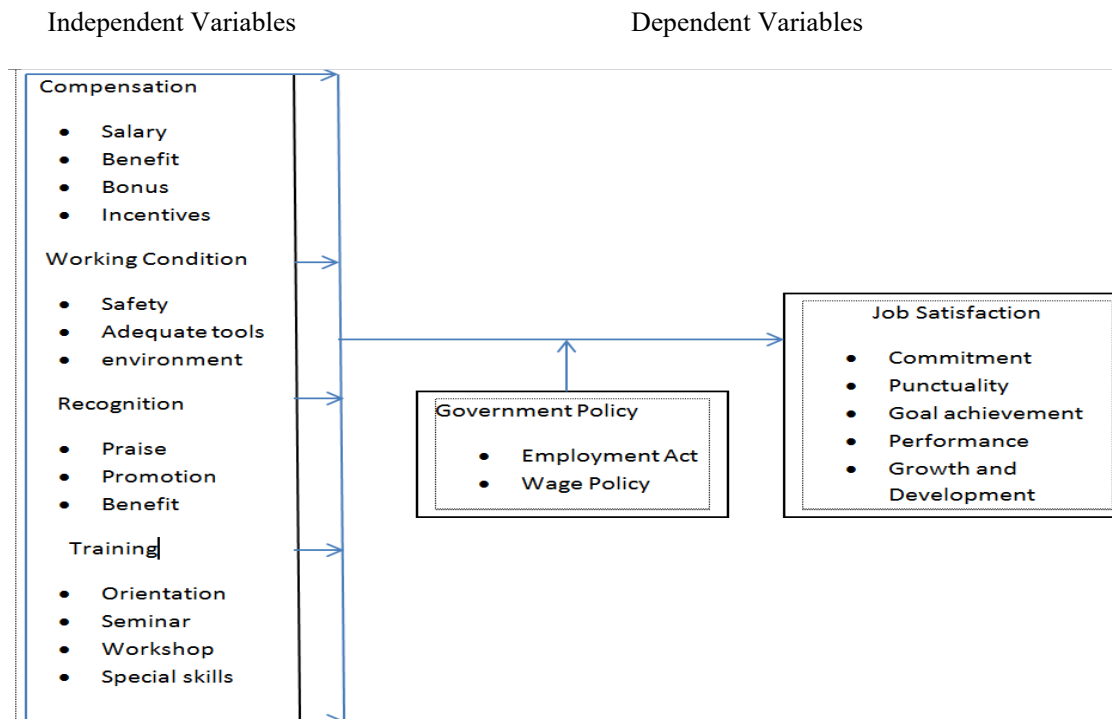 Independent Variables
Dependent Variables
Compensation
• Salary
• Benefit
• Bonus
• Incentives
Working Condition
• Safety
• Adequate tools
• environment
Recognition
• Praise
• Promotion
• Benefit
Training
• Orientation
• Seminar
• Workshop
• Special skills
Government Policy
• Employment Act
• Wage Policy
Job Satisfaction
• Commitment
• Punctuality
• Goal achievement
• Performance
• Growth and
Development